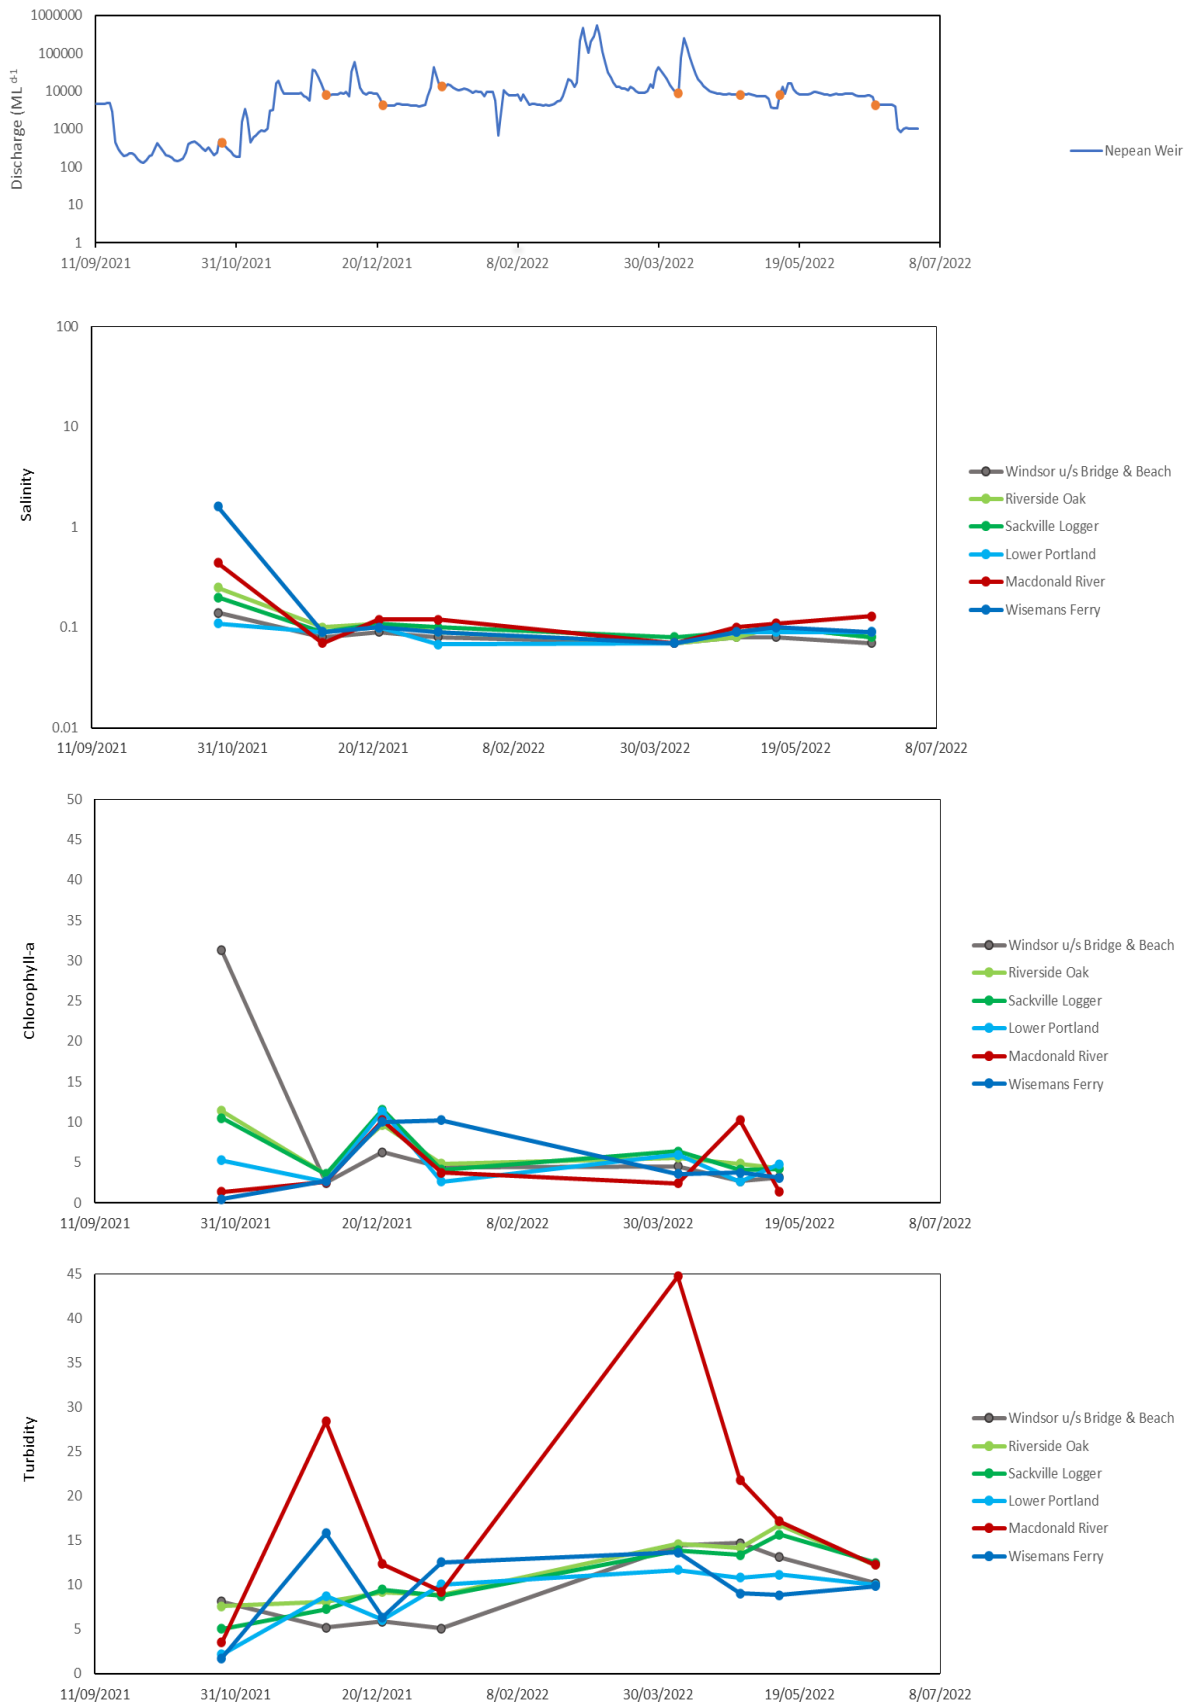 1000000
100000
10000
1000
100
10
1
Discharge (ML d-1
11/09/2021 31/10/2021 20/12/2021 8/02/2022 30/03/2022 19/05/2022 8/07/2022
Nepean Weir
100
10
1
0.1
0.01
Salinity
11/09/2021 31/10/2021 20/12/2021 8/02/2022 30/03/2022 19/05/2022 8/07/2022
Windsor u/s Bridge & Beach
Riverside Oak
Sackville Logger
Lower Portland
Macdonald River
Wisemans Ferry
50
45
40
35
30
25
20
15
10
5
0
Chlorophyll-a
11/09/2021 31/10/2021 20/12/2021 8/02/2022 30/03/2022 19/05/2022 8/07/2022
Windsor u/s Bridge & Beach
Riverside Oak
Sackville Logger
Lower Portland
Macdonald River
Wisemans Ferry
45
40
35
30
25
20
15
10
5
0
Turbidity
11/09/2021 31/10/2021 20/12/2021 8/02/2022 30/03/2022 19/05/2022 8/07/2022
Windsor u/s Bridge & Beach
Riverside Oak
Sackville Logger
Lower Portland
Macdonald River
Wisemans Ferry